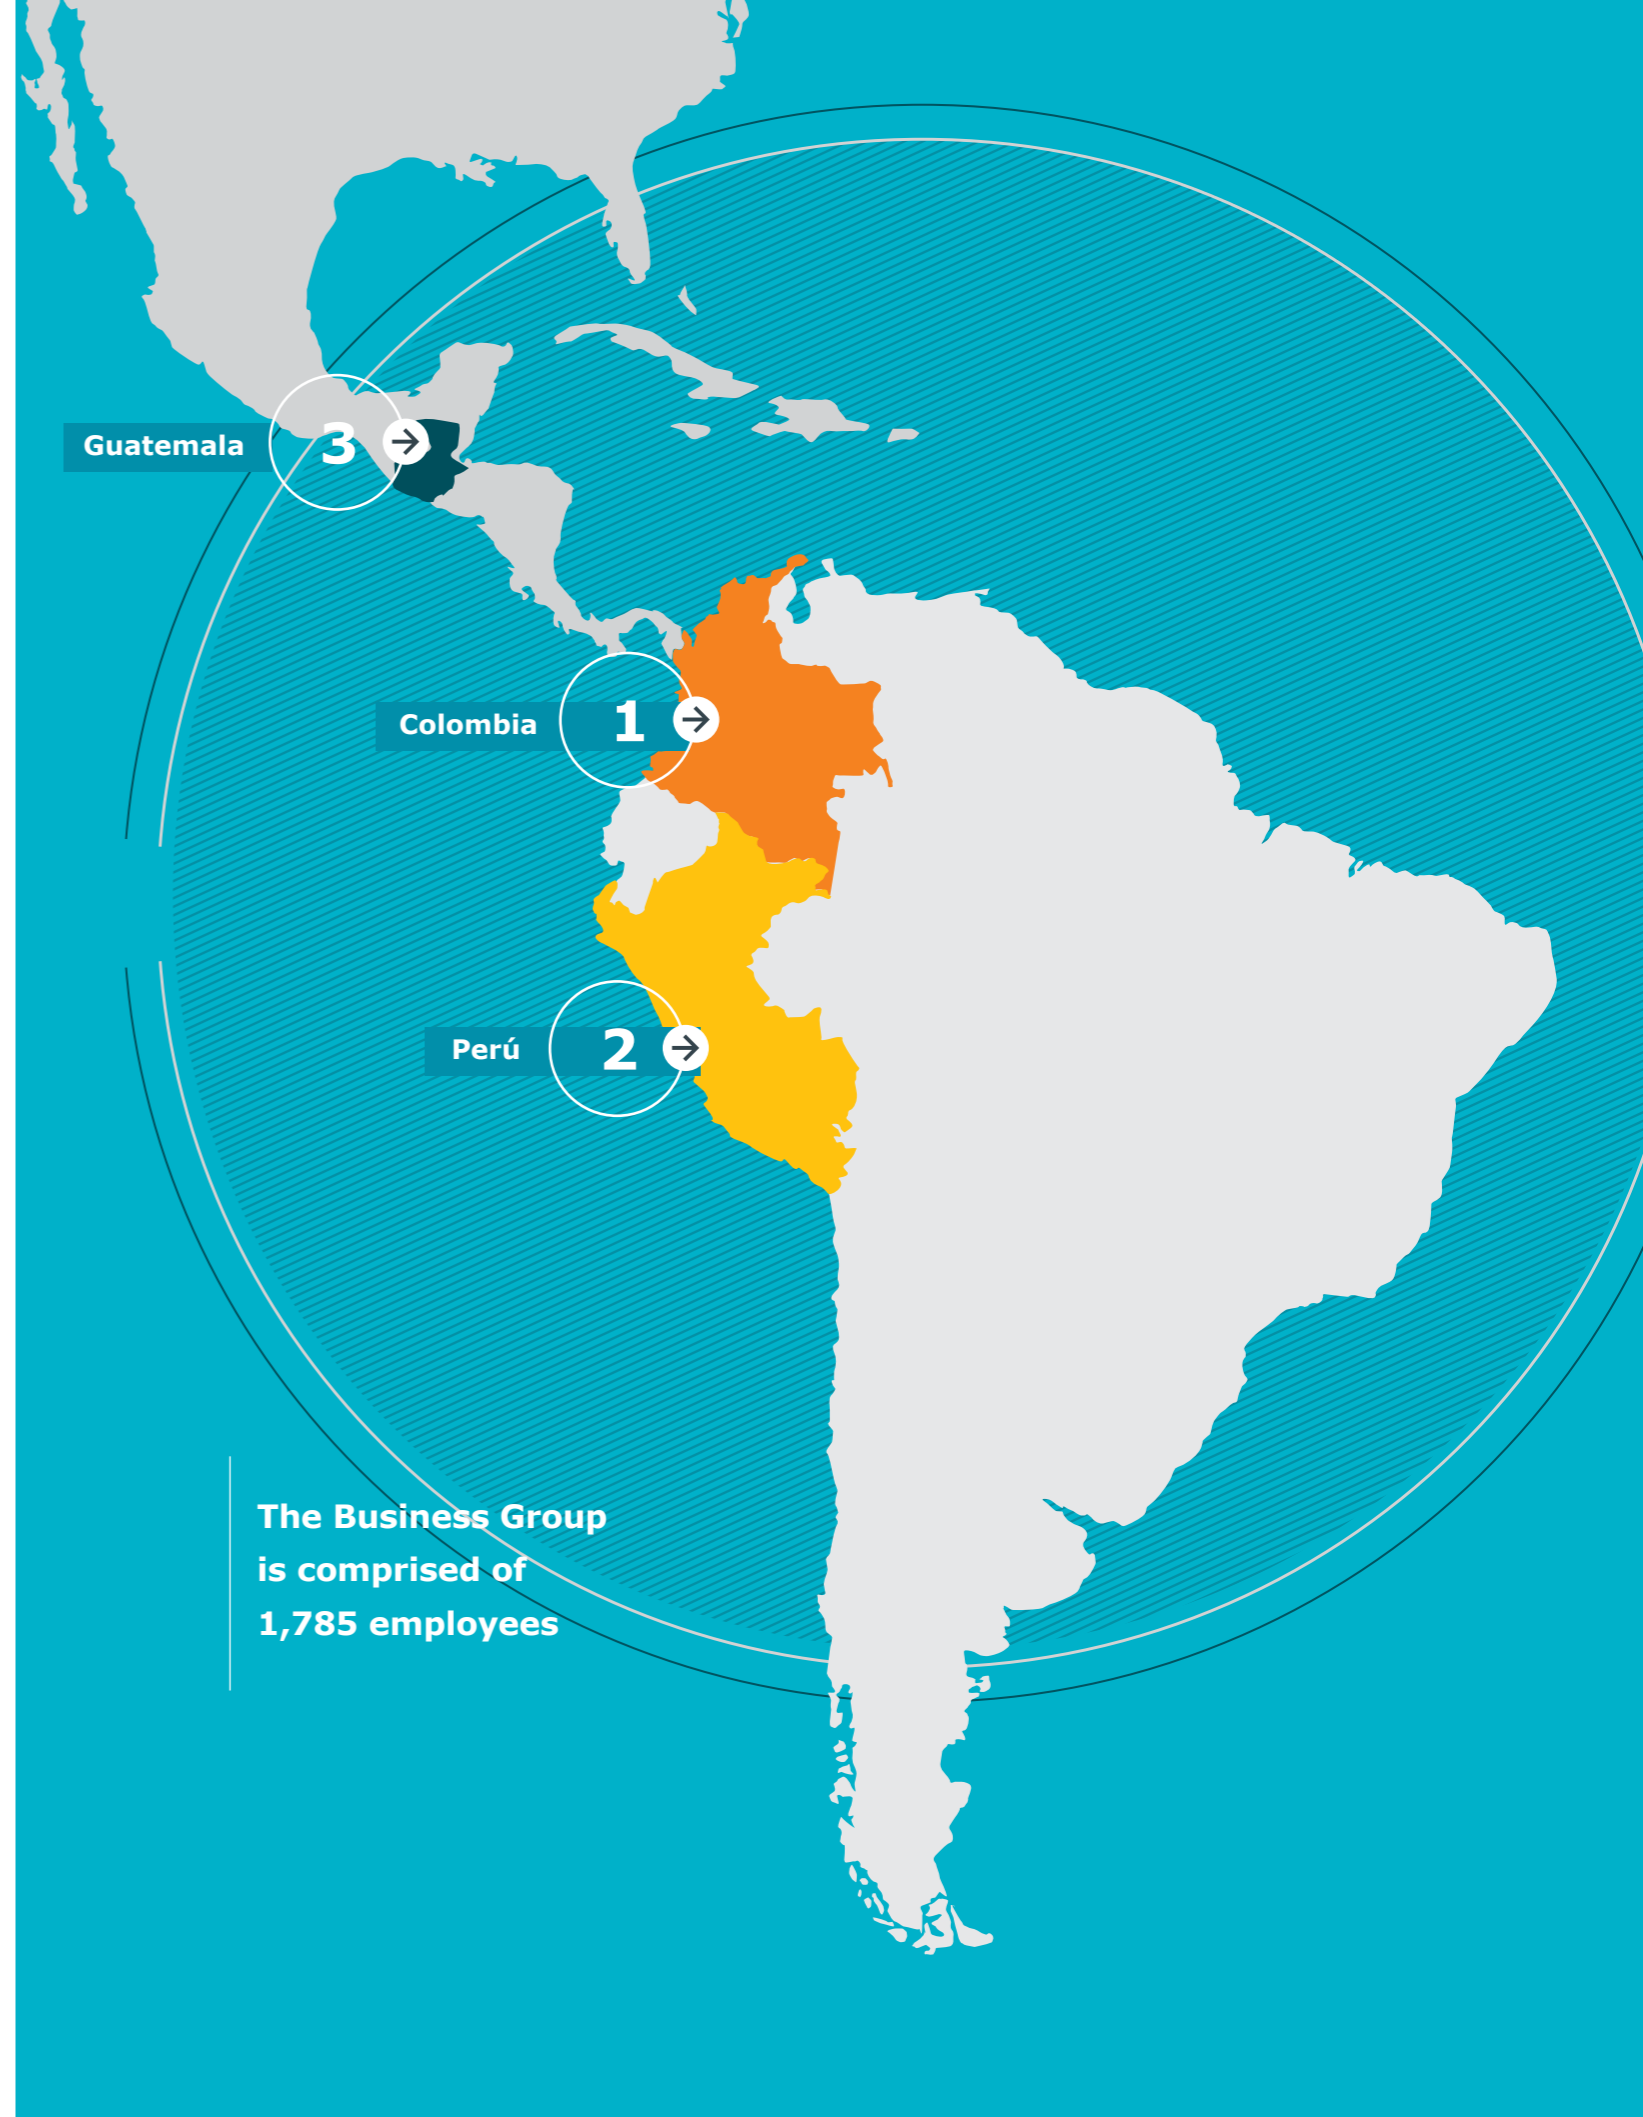 Guatemala 3
Colombia 1
Perú 2
The Business Group
is comprised of
1,785 employees